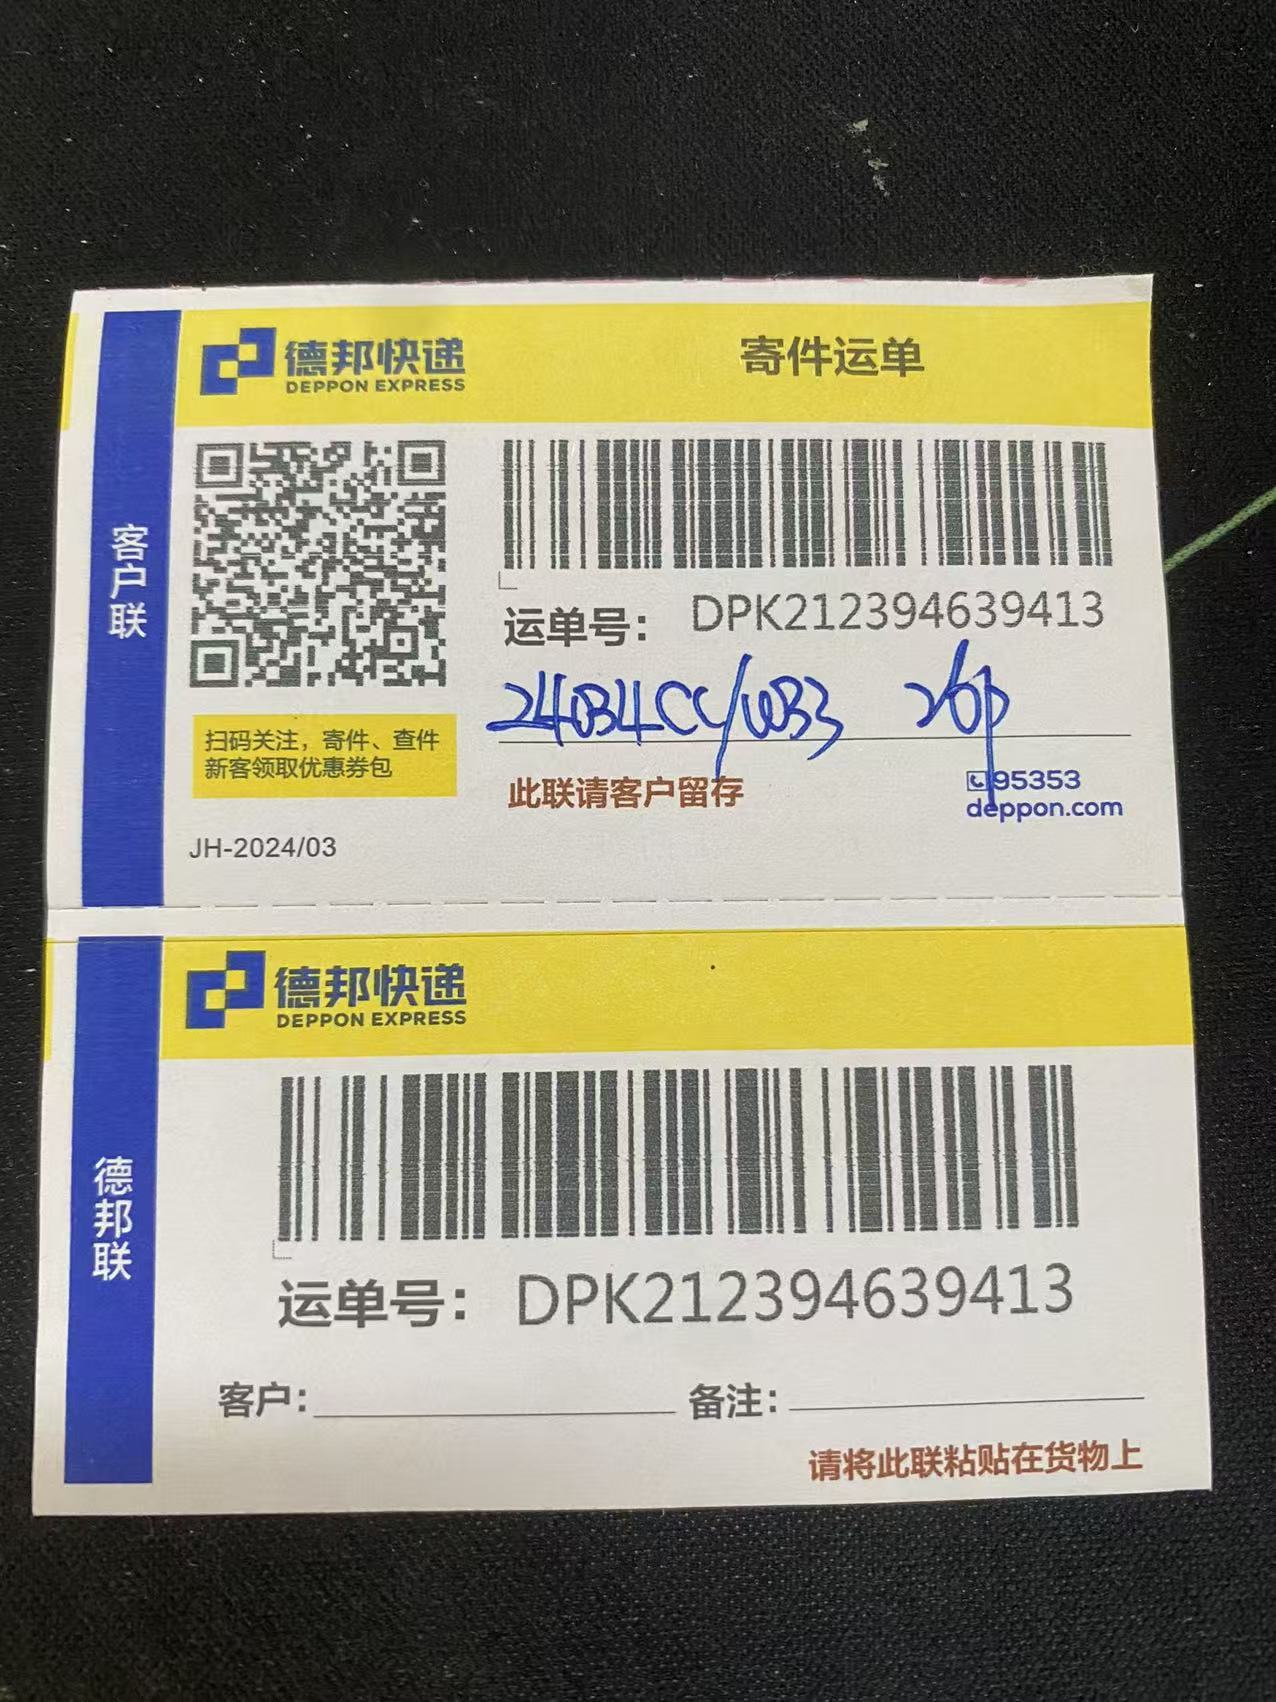 德邦快递
DEPPON EXPRESS
寄件运单
客户联
运单号： DPK212394639413
扫码关注，寄件、查件
新客领取优惠券包
26p
此联请客户留存
95353
deppon.com
JH-2024/03
德邦快递
DEPPON EXPRESS
德邦联
运单号： DPK212394639413
客户：
备注：
请将此联粘贴在货物上